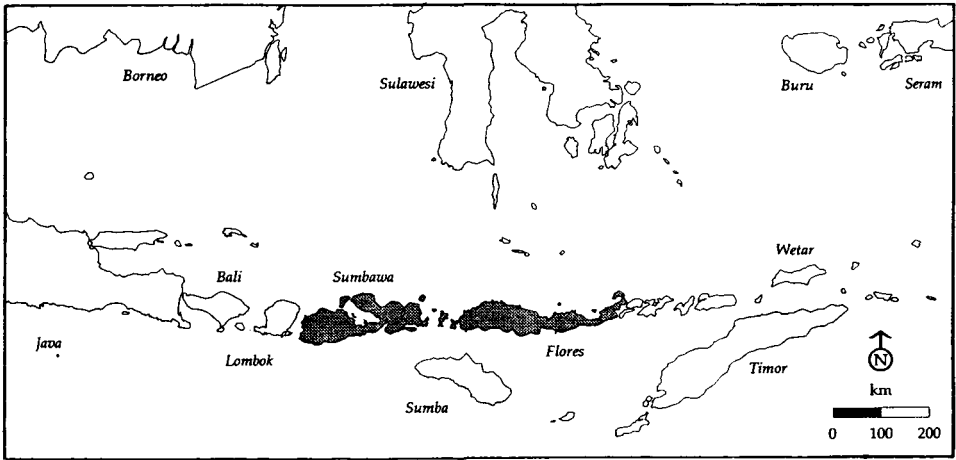 Borneo
Sulawesi
Buru
Seram
Wetar
Bali
Sumbawa
Java
Lombok
Flores
Timor
Sumba
N
km
0 100 200